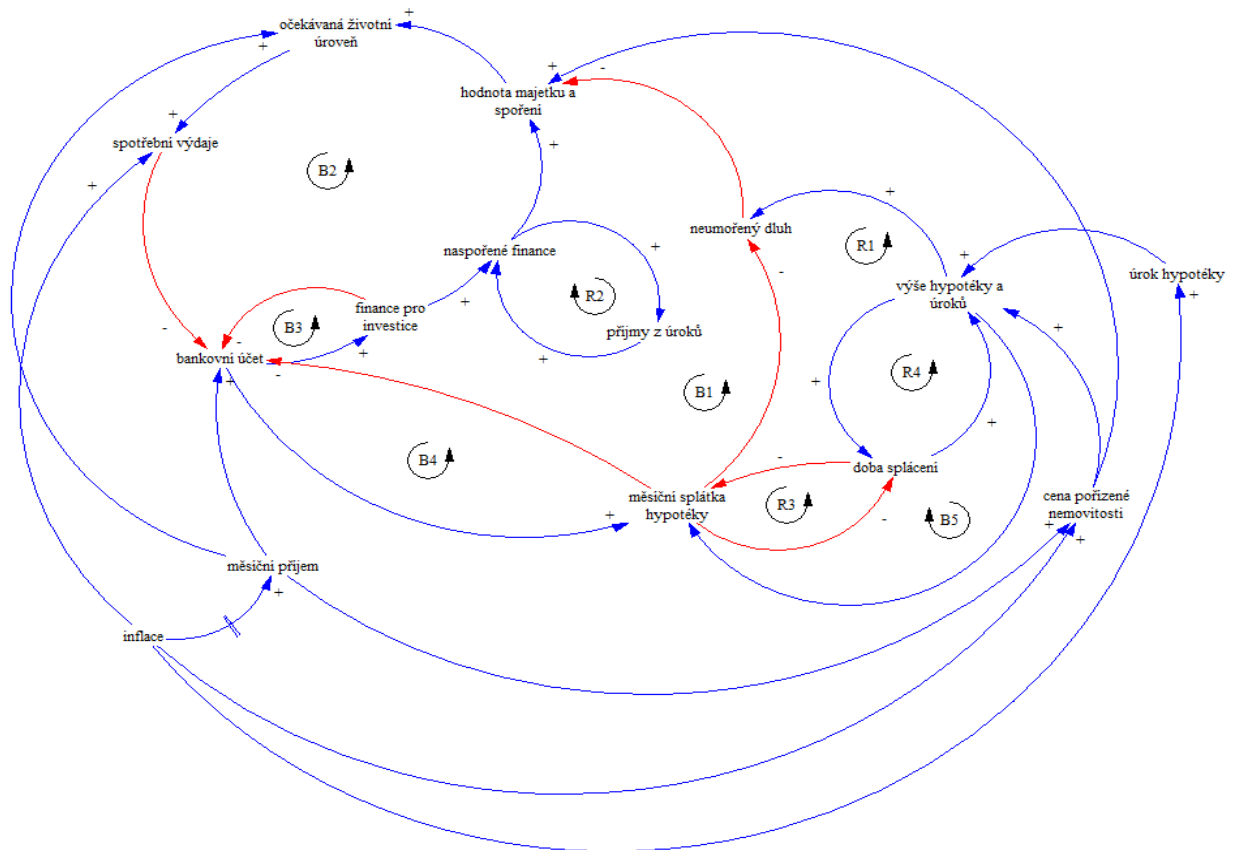 očekávaná životní
úroveň
+
+
+
-
hodnota majetku a
spoření
+
spotřební výdaje
+
B2
+
+
neumořený dluh
R1
naspořené finance
+
-
+
úrok hypotéky
výše hypotéky a
úroků
+
R2
finance pro
investice
+
B3
příjmy z úroků
-
-
+
+
+
bankovní účet
+
-
R4
B1
+
+
B4
-
doba splácení
měsíční splátka
hypotéky
R3
cena pořízené
nemovitosti
+
-
B5
+
+
měsíční příjem
+
inflace